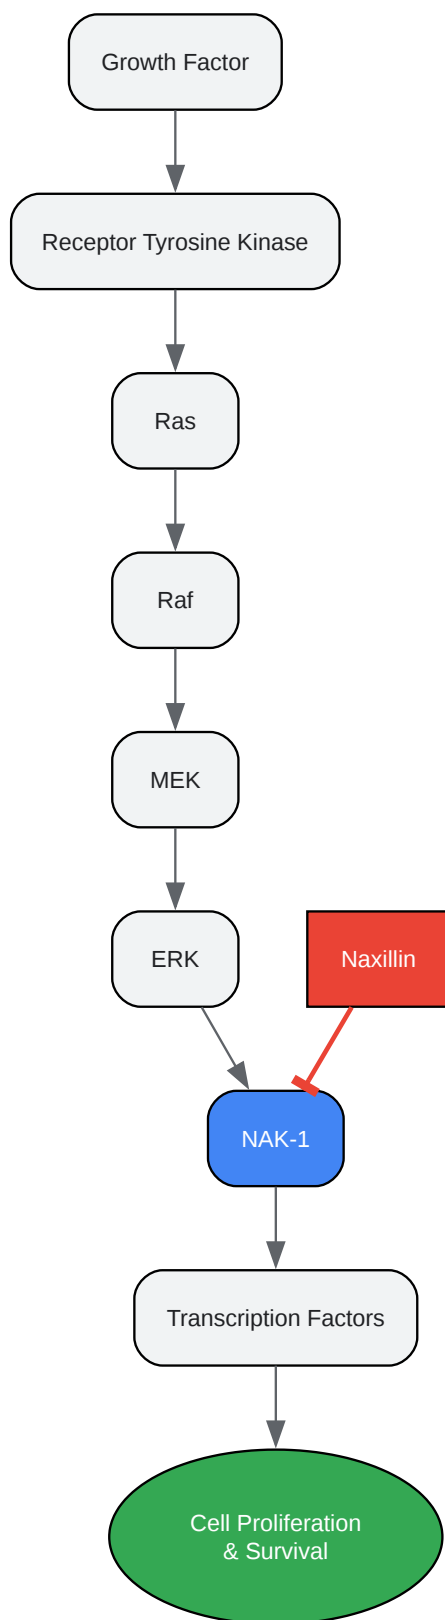 Growth Factor
Receptor Tyrosine Kinase
Ras
Raf
MEK
ERK
Naxillin
NAK-1
Transcription Factors
Cell Proliferation
& Survival